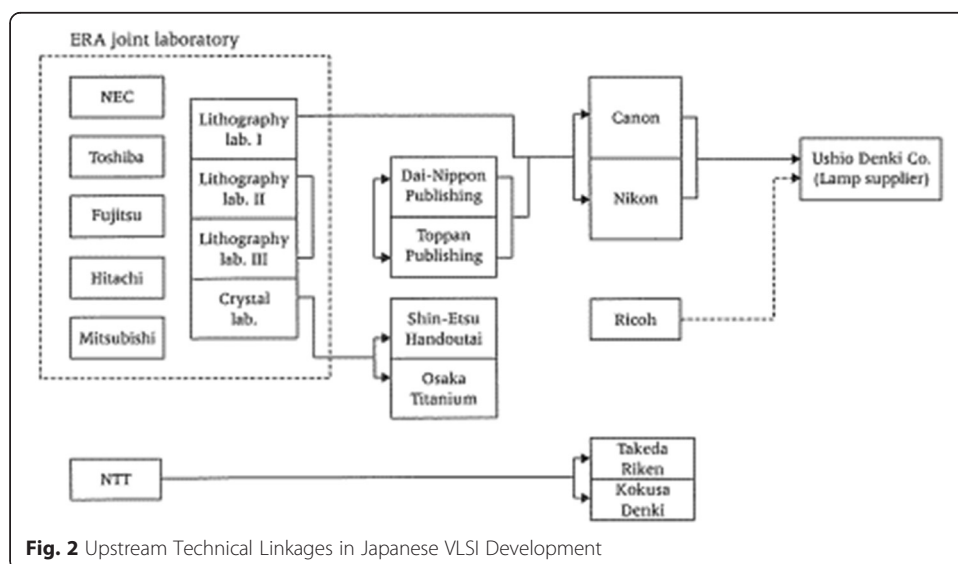 ERA joint laboratory
NEC
Toshiba
Fujitsu
Hitachi
Mitsubishi
Lithography
lab. I
Lithography
lab. II
Lithography
lab. III
Crystal
lab.
Dai-Nippon
Publishing
Toppan
Publishing
Shin-Etsu
Handoutai
Osaka
Titanium
Canon
Nikon
Ricoh
Ushio Denki Co.
(Lamp supplier)
NTT
Takeda
Riken
Kokusa
Denki
Fig. 2 Upstream Technical Linkages in Japanese VLSI Development